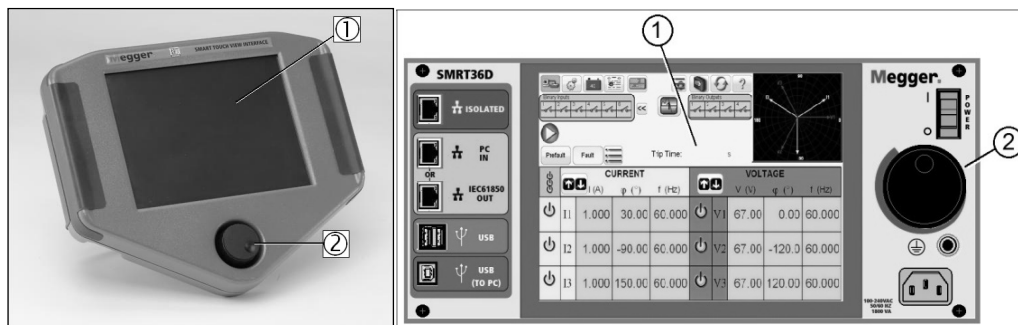 1
Megger
SMART TOUCH VIEW INTERFACE
2
1
SMRT36D
ISOLATED
PC
IN
OR
IEC61850
OUT
USB
USB
(TO PC)
Binary Inputs
<<
Binary Outputs
?
Prefault
Fault
Trip Time:
s
CURRENT
VOLTAGE
I (A) φ (°) f (Hz) V (V) φ (°) f (Hz)
I1 1.000 30.00 60.000 V1 67.00 0.00 60.000
I2 1.000 -90.00 60.000 V2 67.00 -120.0 60.000
I3 1.000 150.00 60.000 V3 67.00 120.00 60.000
Megger.
I
POWER
O
2
100-240VAC
50/60 HZ
1800 VA